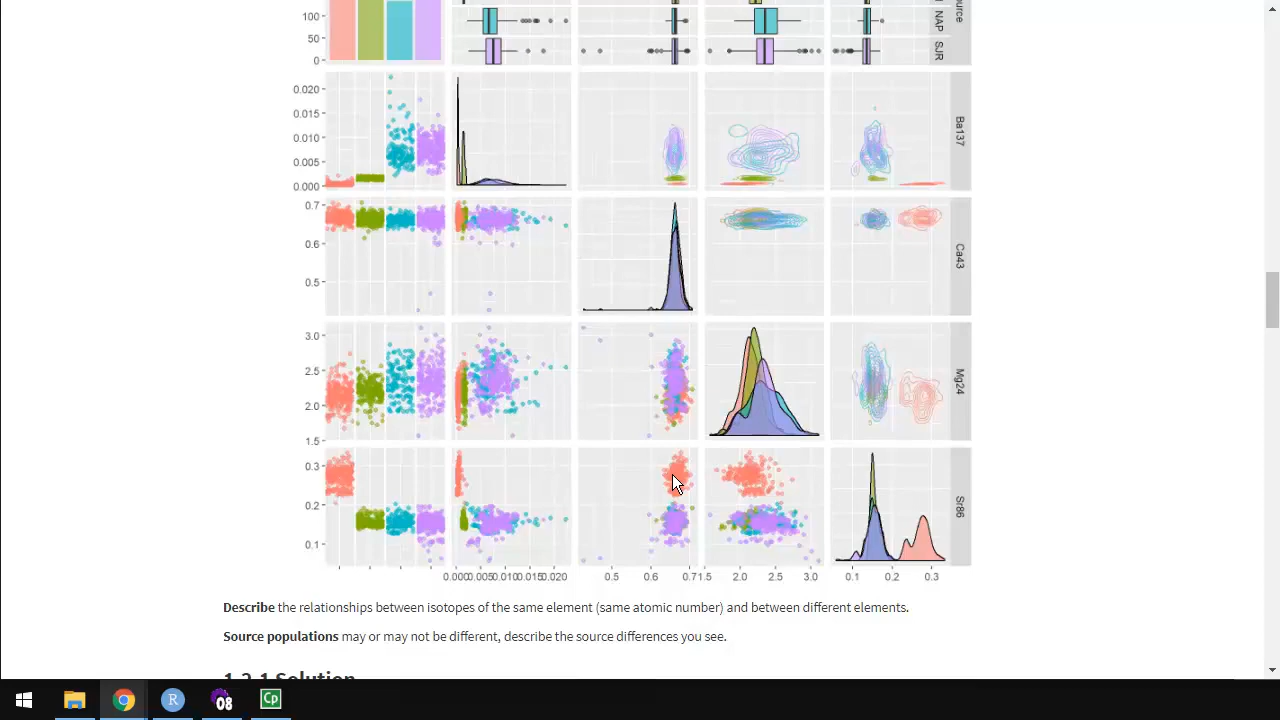 100
50
0
NAP
SJR
0.020
0.015
0.010
0.005
0.000
Ba137
0.7
0.6
0.5
Ca43
3.0
2.5
2.0
1.5
Mg24
0.3
0.2
0.1
Sr86
0.0000.0050.0100.0150.020 0.5 0.6 0.71.5 2.0 2.5 3.0 0.1 0.2 0.3
Describe the relationships between isotopes of the same element (same atomic number) and between different elements.
Source populations may or may not be different, describe the source differences you see.
1.2.1 Solution
R
08
Cp